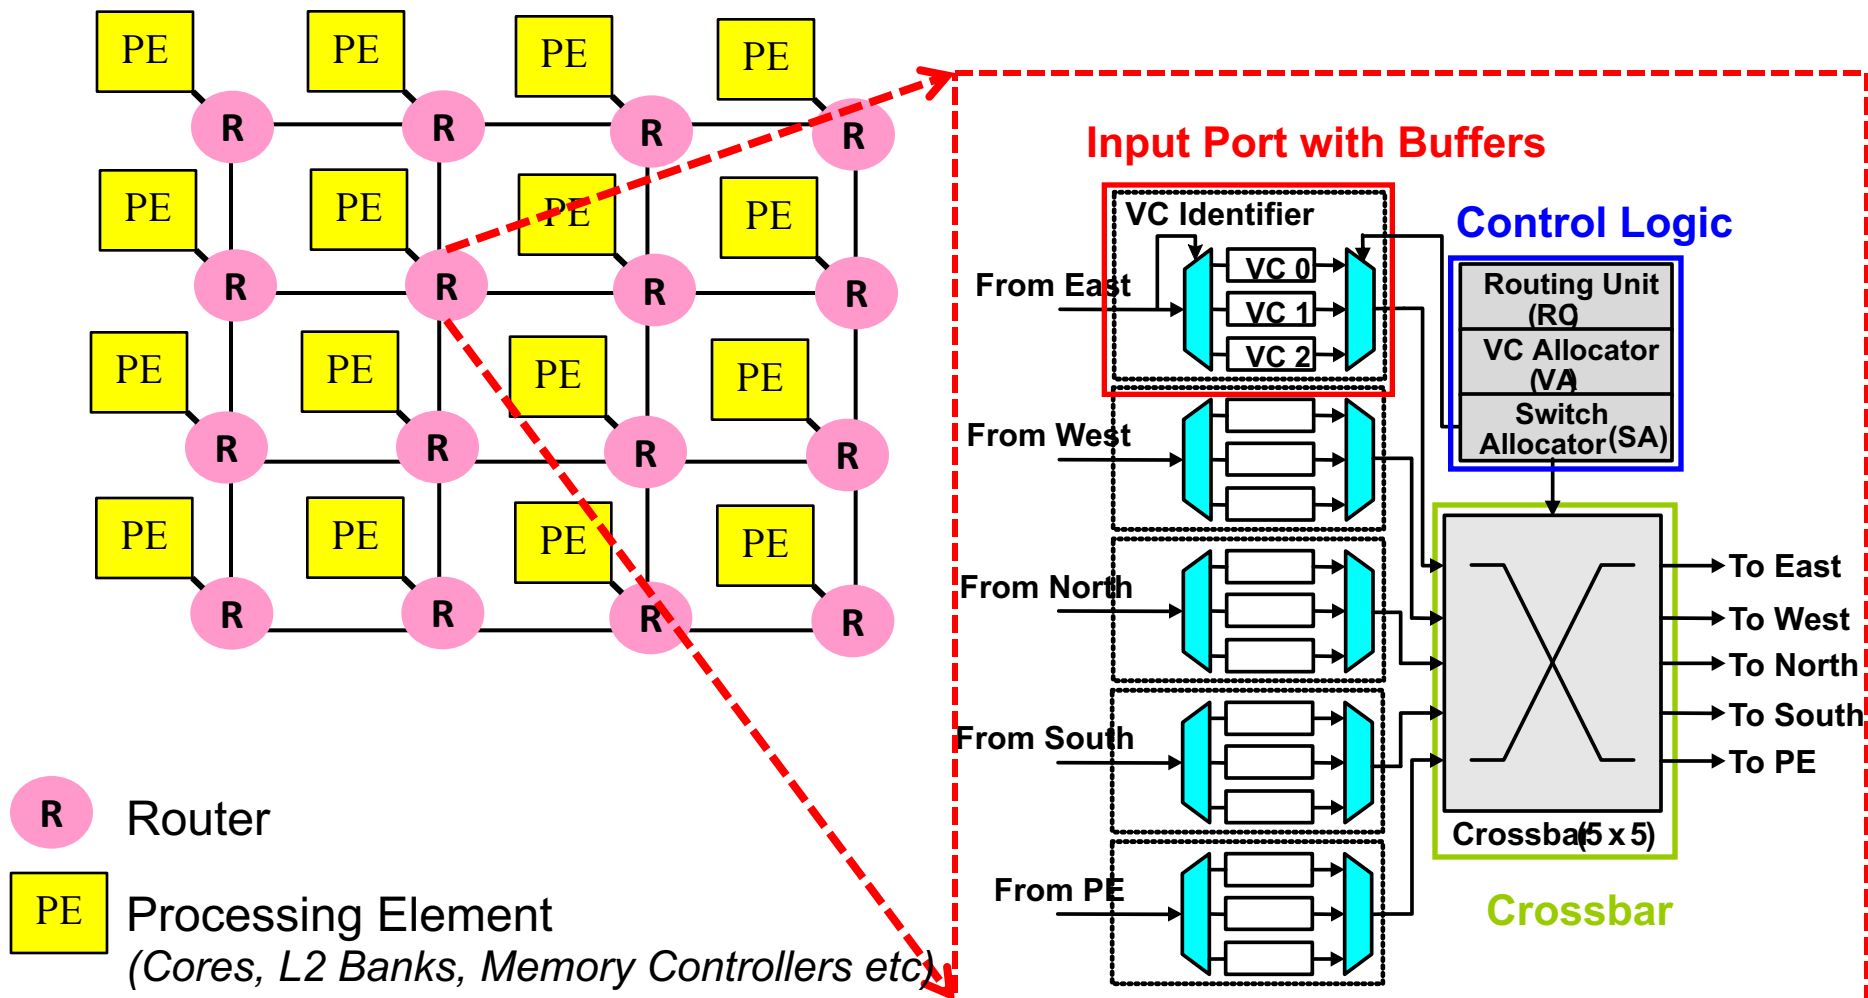 PE PE PE PE
R R R R
PE PE PE PE
R R R R
PE PE PE PE
R R R R
PE PE PE PE
R R R R
R Router
PE Processing Element
(Cores, L2 Banks, Memory Controllers etc)
Input Port with Buffers
VC Identifier
From East
VC 0
VC 1
VC 2
From West
From North
From South
From PE
Control Logic
Routing Unit
(RC)
VC Allocator
(VA)
Switch
Allocator (SA)
To East
To West
To North
To South
To PE
Crossbar (5 x 5)
Crossbar